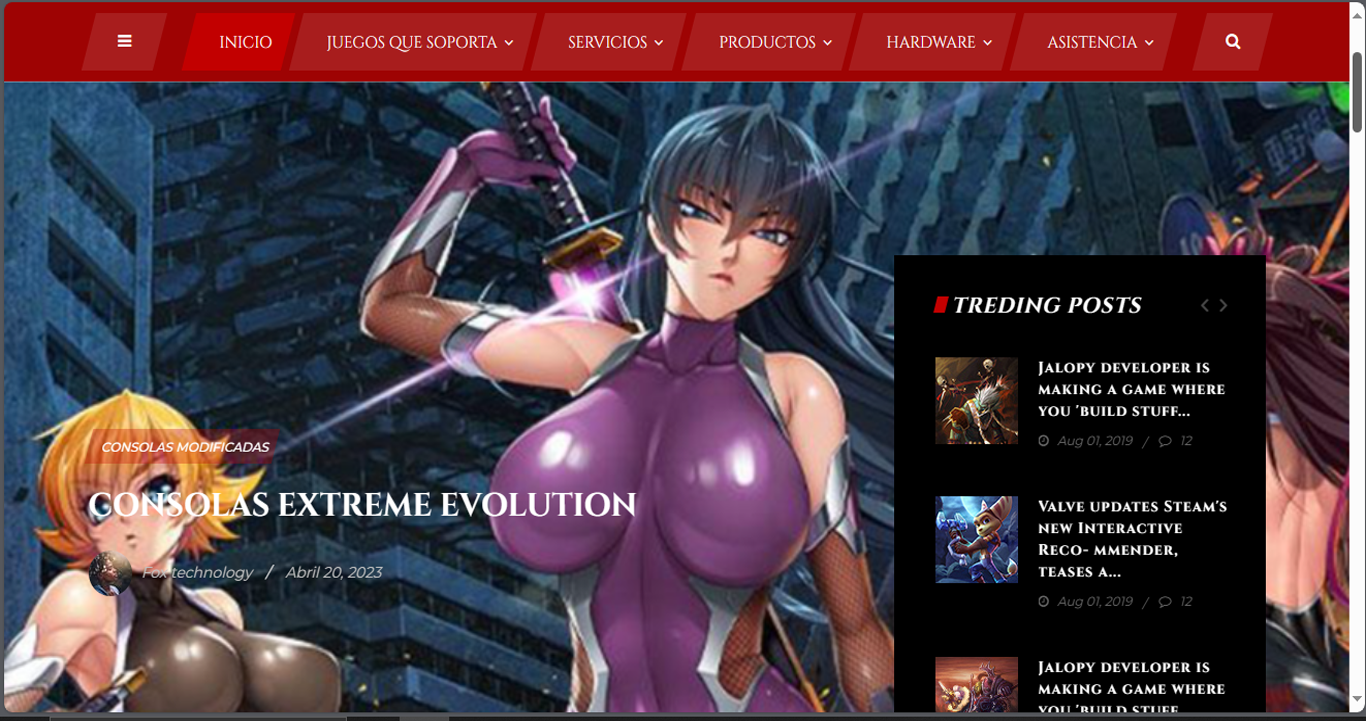 INICIO
JUEGOS QUE SOPORTA
SERVICIOS
PRODUCTOS
HARDWARE
ASISTENCIA
TREDING POSTS
JALOPY DEVELOPER IS
MAKING A GAME WHERE
YOU 'BUILD STUFF...
Aug 01, 2019 / 12
VALVE UPDATES STEAM'S
NEW INTERACTIVE
RECO- MMENDER,
TEASES A...
Aug 01, 2019 / 12
JALOPY DEVELOPER IS
MAKING A GAME WHERE
YOU 'BUILD STUFF
CONSOLAS MODIFICADAS
CONSOLAS EXTREME EVOLUTION
Fox technology / Abril 20, 2023